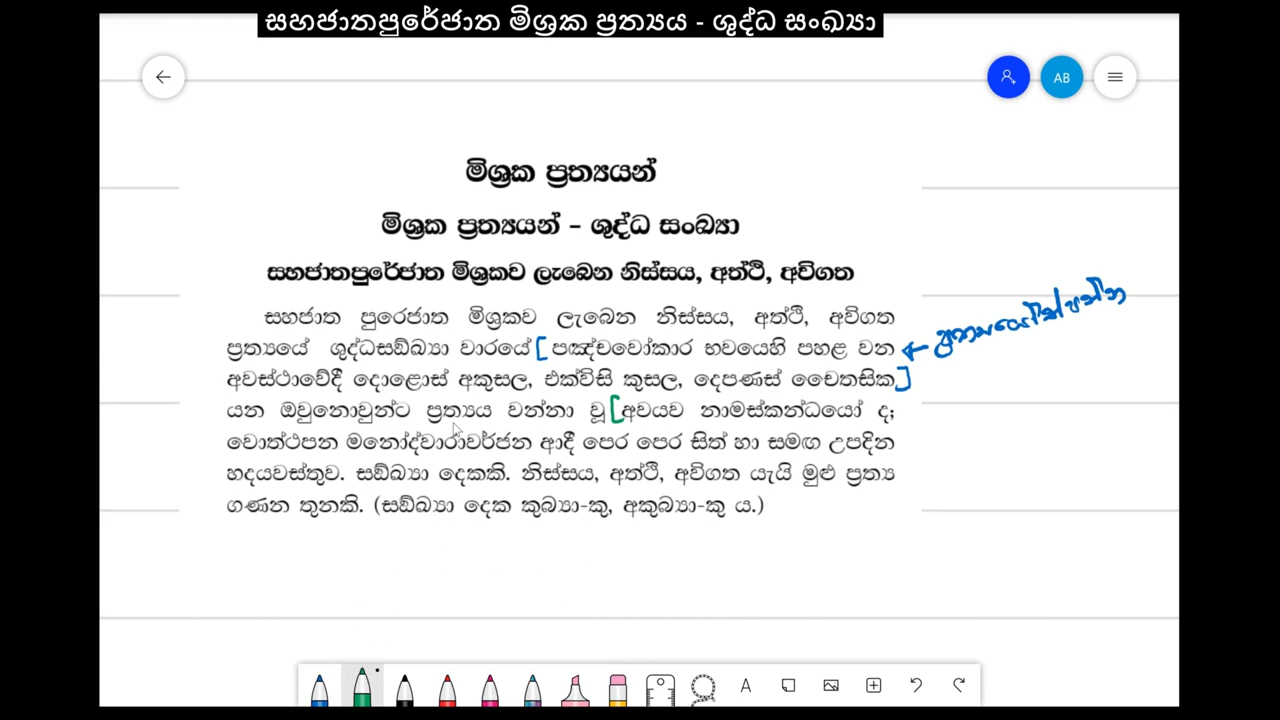 සහජාතපුරේජාත මිශ්‍රක ප්‍රත්‍යය - ශුද්ධ සංඛ්‍යා
AB
මිශ්‍රක ප්‍රත්‍යයන්
මිශ්‍රක ප්‍රත්‍යයන් – ශුද්ධ සංඛ්‍යා
සහජාතපුරේජාත මිශ්‍රකව ලැබෙන නිස්සය, අත්ථි, අවිගත
සහජාත පුරෙජාත මිශ්‍රකව ලැබෙන නිස්සය, අත්ථි, අවිගත
ප්‍රත්‍යයේ ශුද්ධසඞ්ඛ්‍යා වාරයේ [පඤ්චවෝකාර භවයෙහි පහළ වන
අවස්ථාවේදී දොළොස් අකුසල, එක්විසි කුසල, දෙපණස් චෛතසික]
යන ඔවුනොවුන්ට ප්‍රත්‍යය වන්නා වූ [අවයව නාමස්කන්ධයෝ ද;
වොත්ථපන මනෝද්වාරාවර්ජන ආදී පෙර පෙර සිත් හා සමඟ උපදින
හදයවස්තුව. සඞ්ඛ්‍යා දෙකකි. නිස්සය, අත්ථි, අවිගත යැයි මුළු ප්‍රත්‍ය
ගණන තුනකි. (සඞ්ඛ්‍යා දෙක කුබ්‍යා-කු, අකුබ්‍යා-කු ය.)
A